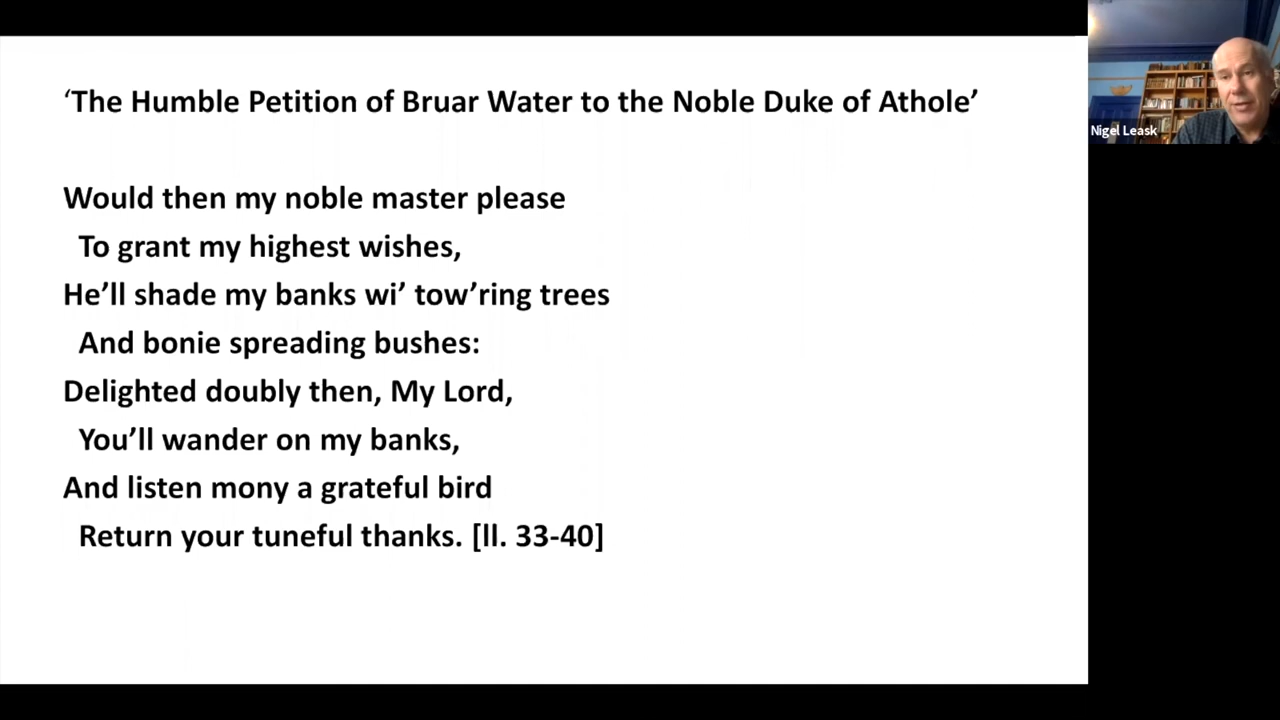 ‘The Humble Petition of Bruar Water to the Noble Duke of Athole’
Would then my noble master please
To grant my highest wishes,
He’ll shade my banks wi’ tow’ring trees
And bonie spreading bushes:
Delighted doubly then, My Lord,
You’ll wander on my banks,
And listen mony a grateful bird
Return your tuneful thanks. [ll. 33-40]
Nigel Leask